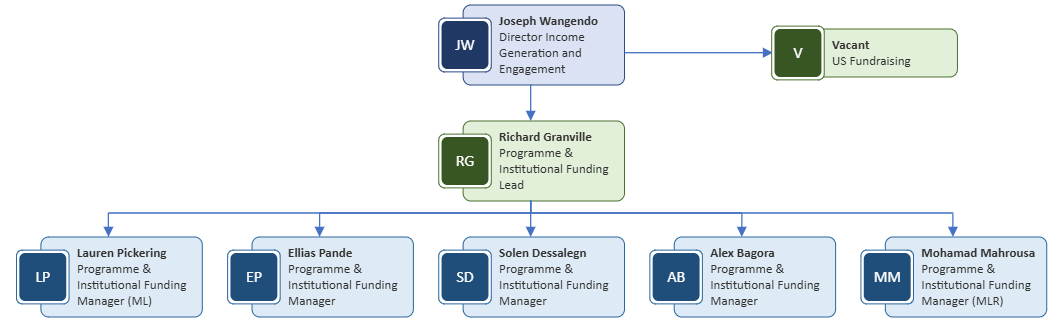 JW
Joseph Wangendo
Director Income
Generation and
Engagement
V
Vacant
US Fundraising
RG
Richard Granville
Programme &
Institutional Funding
Lead
LP
Lauren Pickering
Programme &
Institutional Funding
Manager (ML)
EP
Ellias Pande
Programme &
Institutional Funding
Manager
SD
Solen Dessalegn
Programme &
Institutional Funding
Manager
AB
Alex Bagora
Programme &
Institutional Funding
Manager
MM
Mohamad Mahrousa
Programme &
Institutional Funding
Manager (MLR)